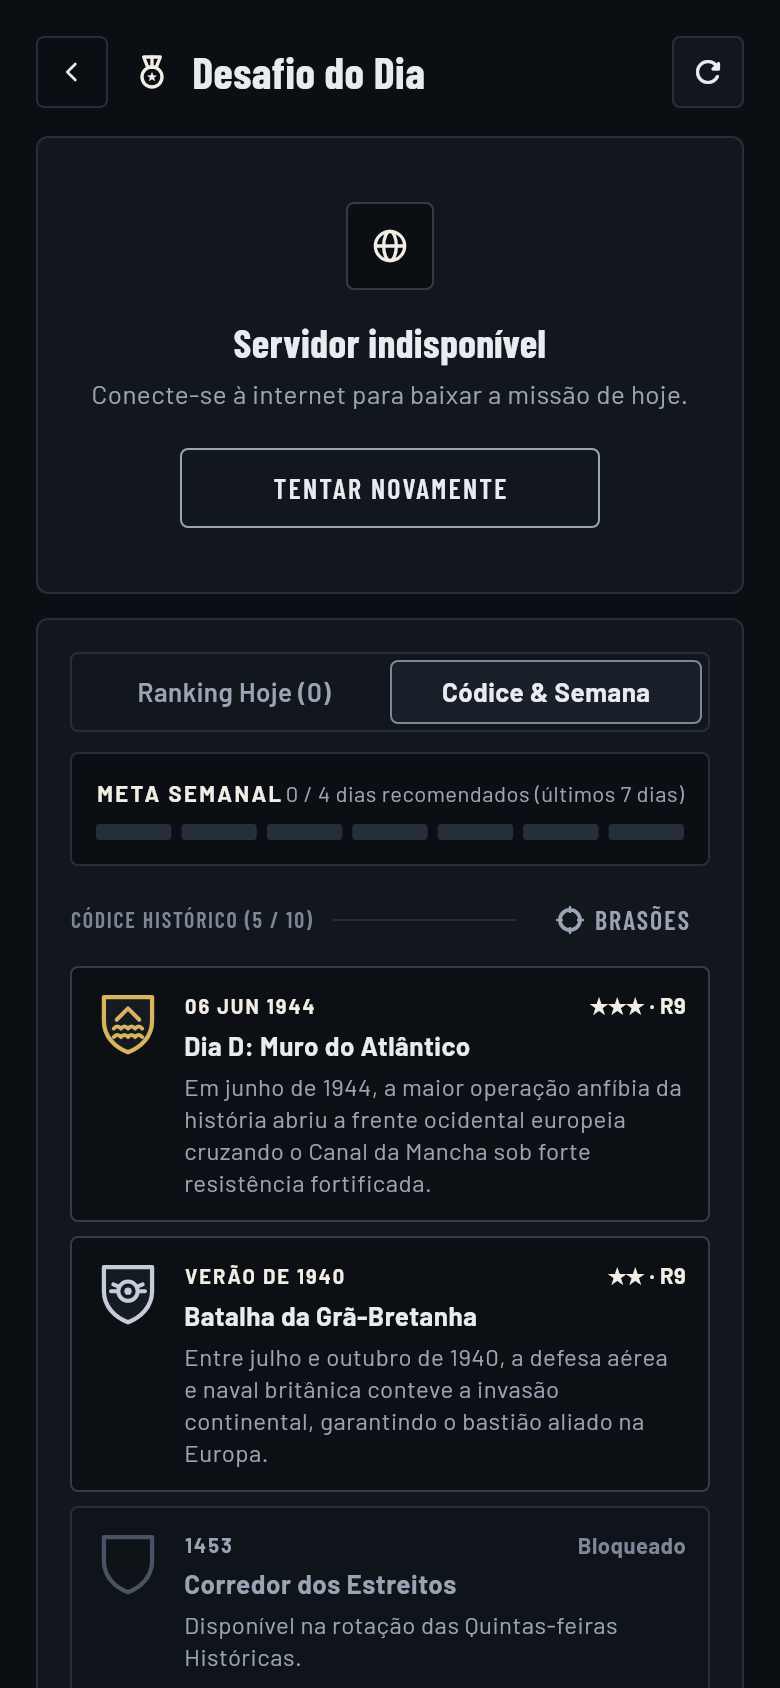 Desafio do Dia
Servidor indisponível
Conecte-se à internet para baixar a missão de hoje.
TENTAR NOVAMENTE
Ranking Hoje (0)
Códice & Semana
META SEMANAL 0 / 4 dias recomendados (últimos 7 dias)
CÓDICE HISTÓRICO (5 / 10)
BRASÕES
06 JUN 1944
★★★ · R9
Dia D: Muro do Atlântico
Em junho de 1944, a maior operação anfíbia da
história abriu a frente ocidental europeia
cruzando o Canal da Mancha sob forte
resistência fortificada.
VERÃO DE 1940
★★ · R9
Batalha da Grã-Bretanha
Entre julho e outubro de 1940, a defesa aérea
e naval britânica conteve a invasão
continental, garantindo o bastião aliado na
Europa.
1453
Bloqueado
Corredor dos Estreitos
Disponível na rotação das Quintas-feiras
Históricas.